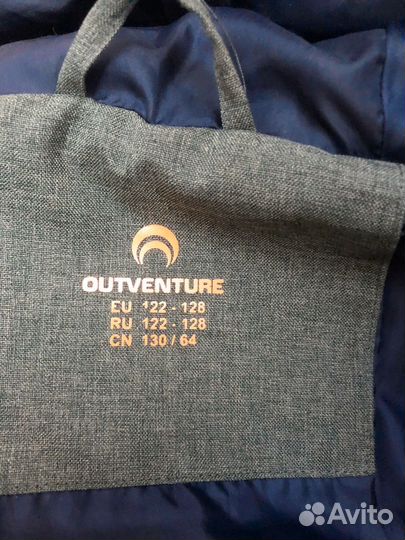 OUTVENTURE
EU 122 - 128
RU 122 - 128
CN 130 / 64
Avito